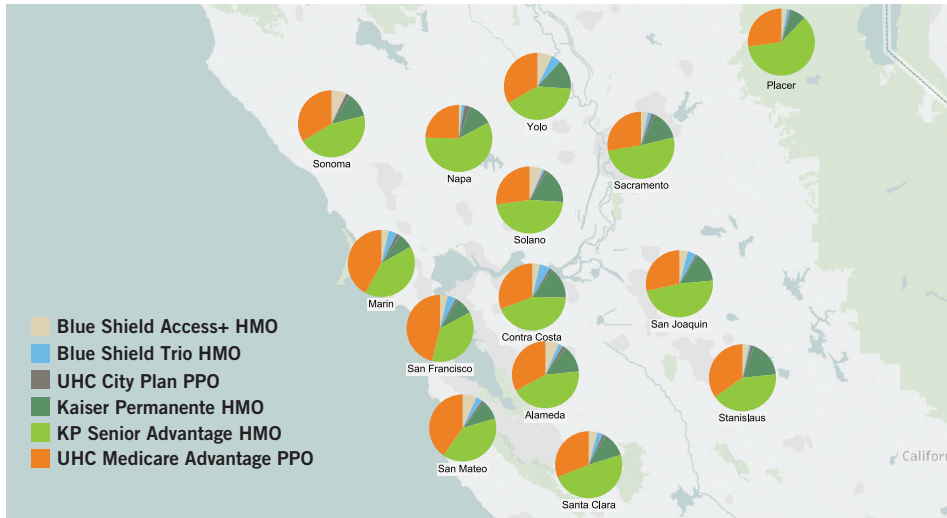 Placer
Yolo
Sonoma
Napa
Sacramento
Solano
Marin
Contra Costa
San Joaquin
San Francisco
Alameda
Stanislaus
San Mateo
Santa Clara
Californ
Blue Shield Access+ HMO
Blue Shield Trio HMO
UHC City Plan PPO
Kaiser Permanente HMO
KP Senior Advantage HMO
UHC Medicare Advantage PPO